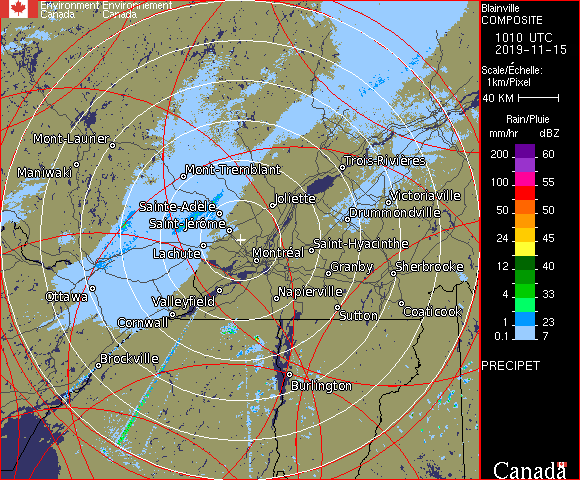 Environment Environnement
Canada Canada
Blainville
COMPOSITE
1010 UTC
2019-11-15
Scale/Échelle:
1km/Pixel
40 KM
Rain/Pluie
mm/hr dBZ
200 60
100 55
50 50
24 45
12 40
4 33
1 23
0.1 7
PRECIPET
Canada
Mont-Laurier
Maniwaki
Mont-Tremblant
Trois-Rivières
Sainte-Adèle
Joliette
Victoriaville
Drummondville
Saint-Jérôme
Lachute
Montréal
Saint-Hyacinthe
Granby
Sherbrooke
Ottawa
Valleyfield
Napierville
Cornwall
Sutton
Coaticook
Brockville
Burlington